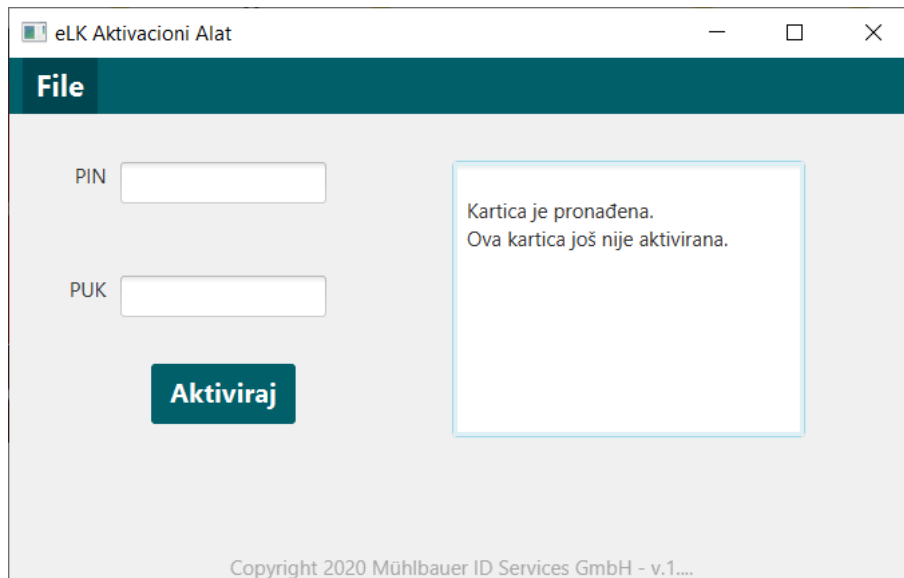 eLK Aktivacioni Alat
File
PIN
PUK
Aktiviraj
Kartica je pronađena.
Ova kartica još nije aktivirana.
Copyright 2020 Mühlbauer ID Services GmbH - v.1....